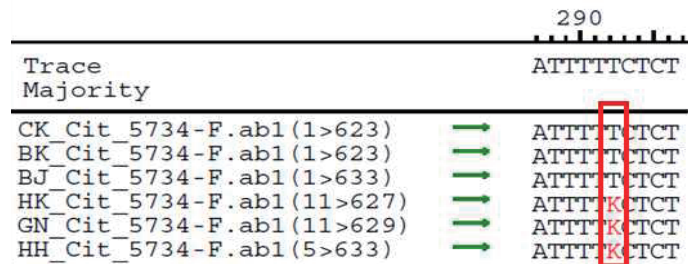 290
Trace ATTTTTCTCT
Majority
CK_Cit_5734-F.ab1(1>623) ATTTTTCTCT
BK_Cit_5734-F.ab1(1>623) ATTTTTCTCT
BJ_Cit_5734-F.ab1(1>633) ATTTTTCTCT
HK_Cit_5734-F.ab1(11>627) ATTTTKCTCT
GN_Cit_5734-F.ab1(11>629) ATTTTKCTCT
HH_Cit_5734-F.ab1(5>633) ATTTTKCTCT